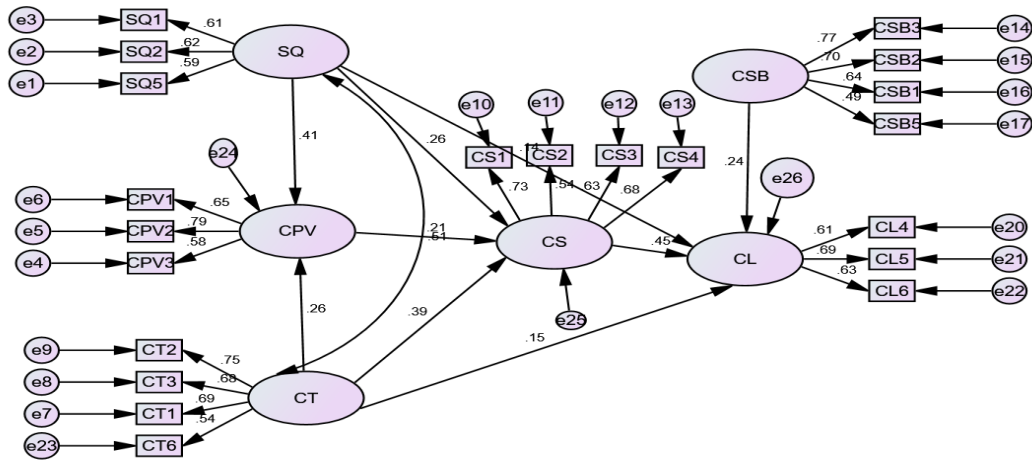 e3 SQ1 .61 SQ
e2 SQ2 .62
e1 SQ5 .59
CSB
CSB3 e14 .77
CSB2 e15 .70
CSB1 e16 .64
CSB5 e17 .49
e10 e11 e12 e13
CS1 CS2 CS3 CS4
.73 .54 .63 .68
.41 .26 .14 .24
e24 e26
e6 CPV1 .65
e5 CPV2 .79 CPV
e4 CPV3 .58
.21
.51
CS .45 CL
.61 CL4 e20
.69 CL5 e21
.63 CL6 e22
e25
.26 .39 .15
e9 CT2 .75
e8 CT3 .68
e7 CT1 .69 CT
e23 CT6 .54